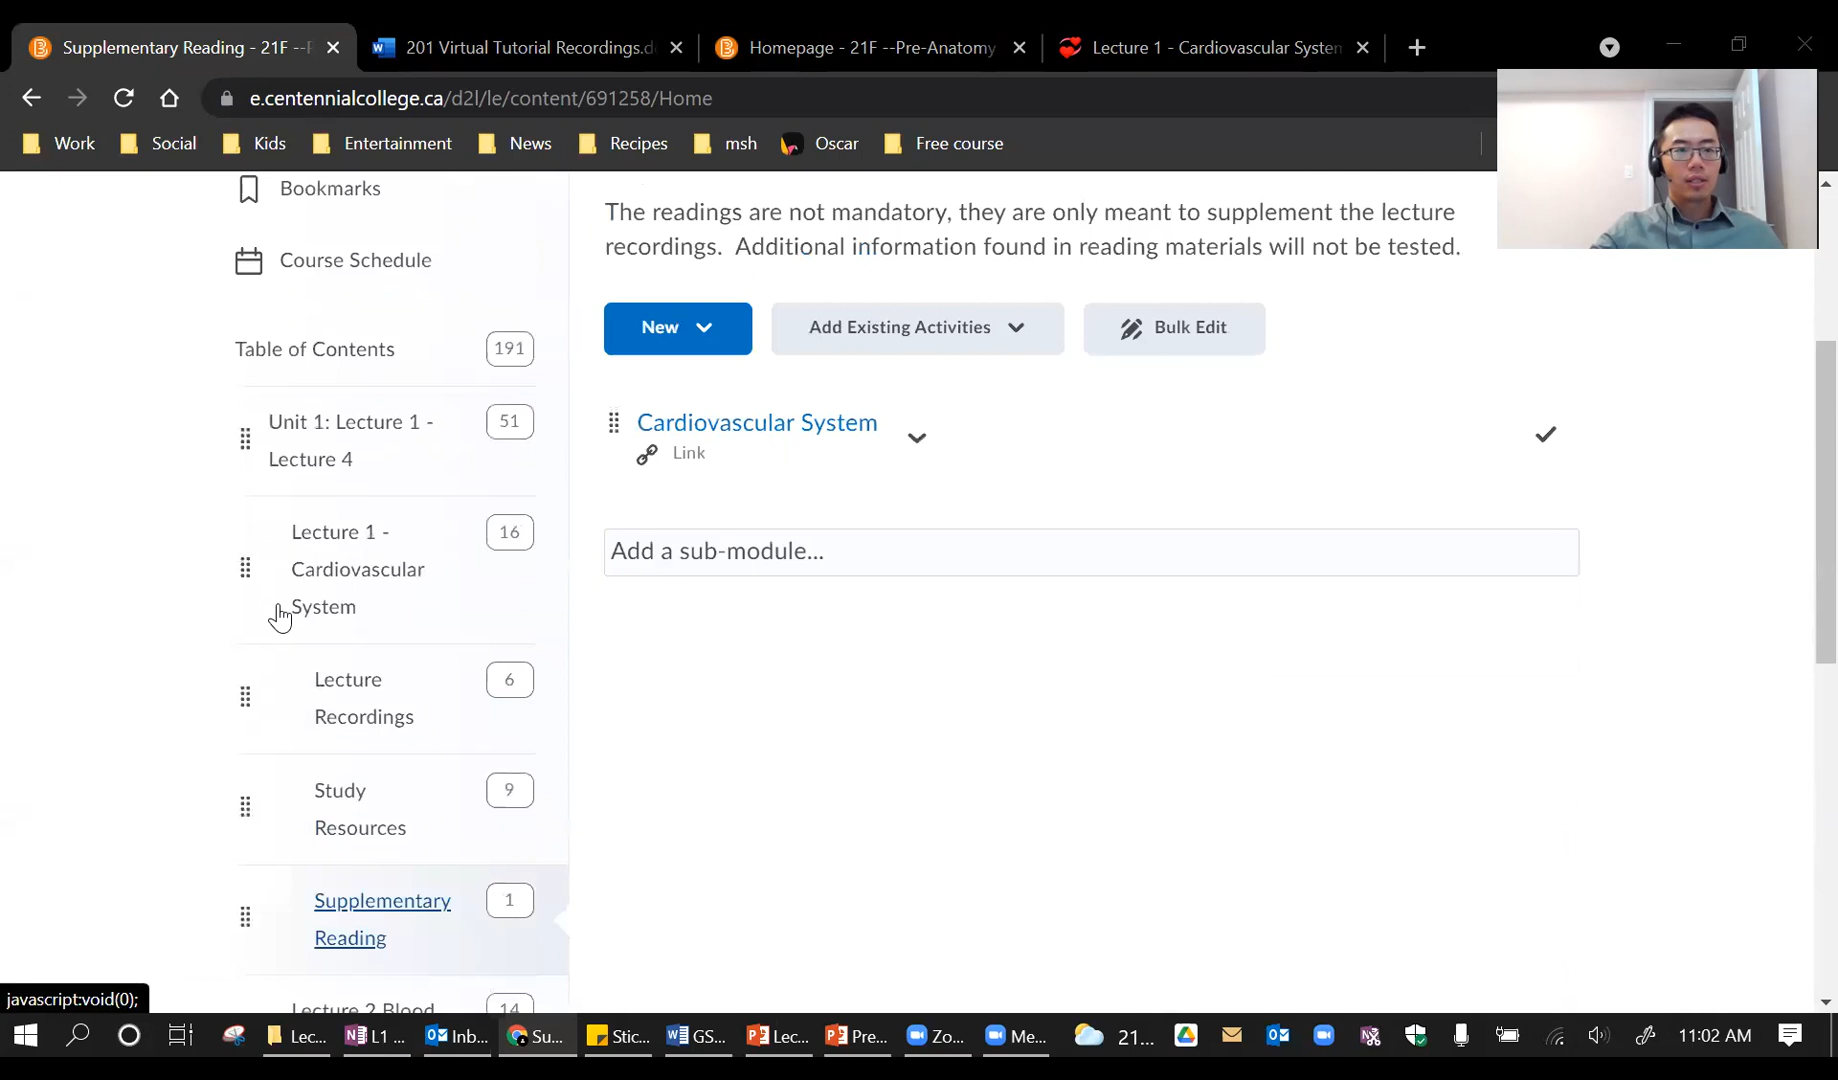 Supplementary Reading - 21F --P
201 Virtual Tutorial Recordings.d
Homepage - 21F --Pre-Anatomy
Lecture 1 - Cardiovascular System
e.centennialcollege.ca/d2l/le/content/691258/Home
Work
Social
Kids
Entertainment
News
Recipes
msh
Oscar
Free course
Bookmarks
Course Schedule
Table of Contents
191
Unit 1: Lecture 1 -
Lecture 4
51
Lecture 1 -
Cardiovascular
System
16
Lecture
Recordings
6
Study
Resources
9
Supplementary
Reading
1
Lecture 2 Blood
14
The readings are not mandatory, they are only meant to supplement the lecture
recordings. Additional information found in reading materials will not be tested.
New
Add Existing Activities
Bulk Edit
Cardiovascular System
Link
Add a sub-module...
javascript:void(0);
Lec...
L1 ...
Inb...
Su...
Stic...
GS...
Lec...
Pre...
Zo...
Me...
21...
11:02 AM